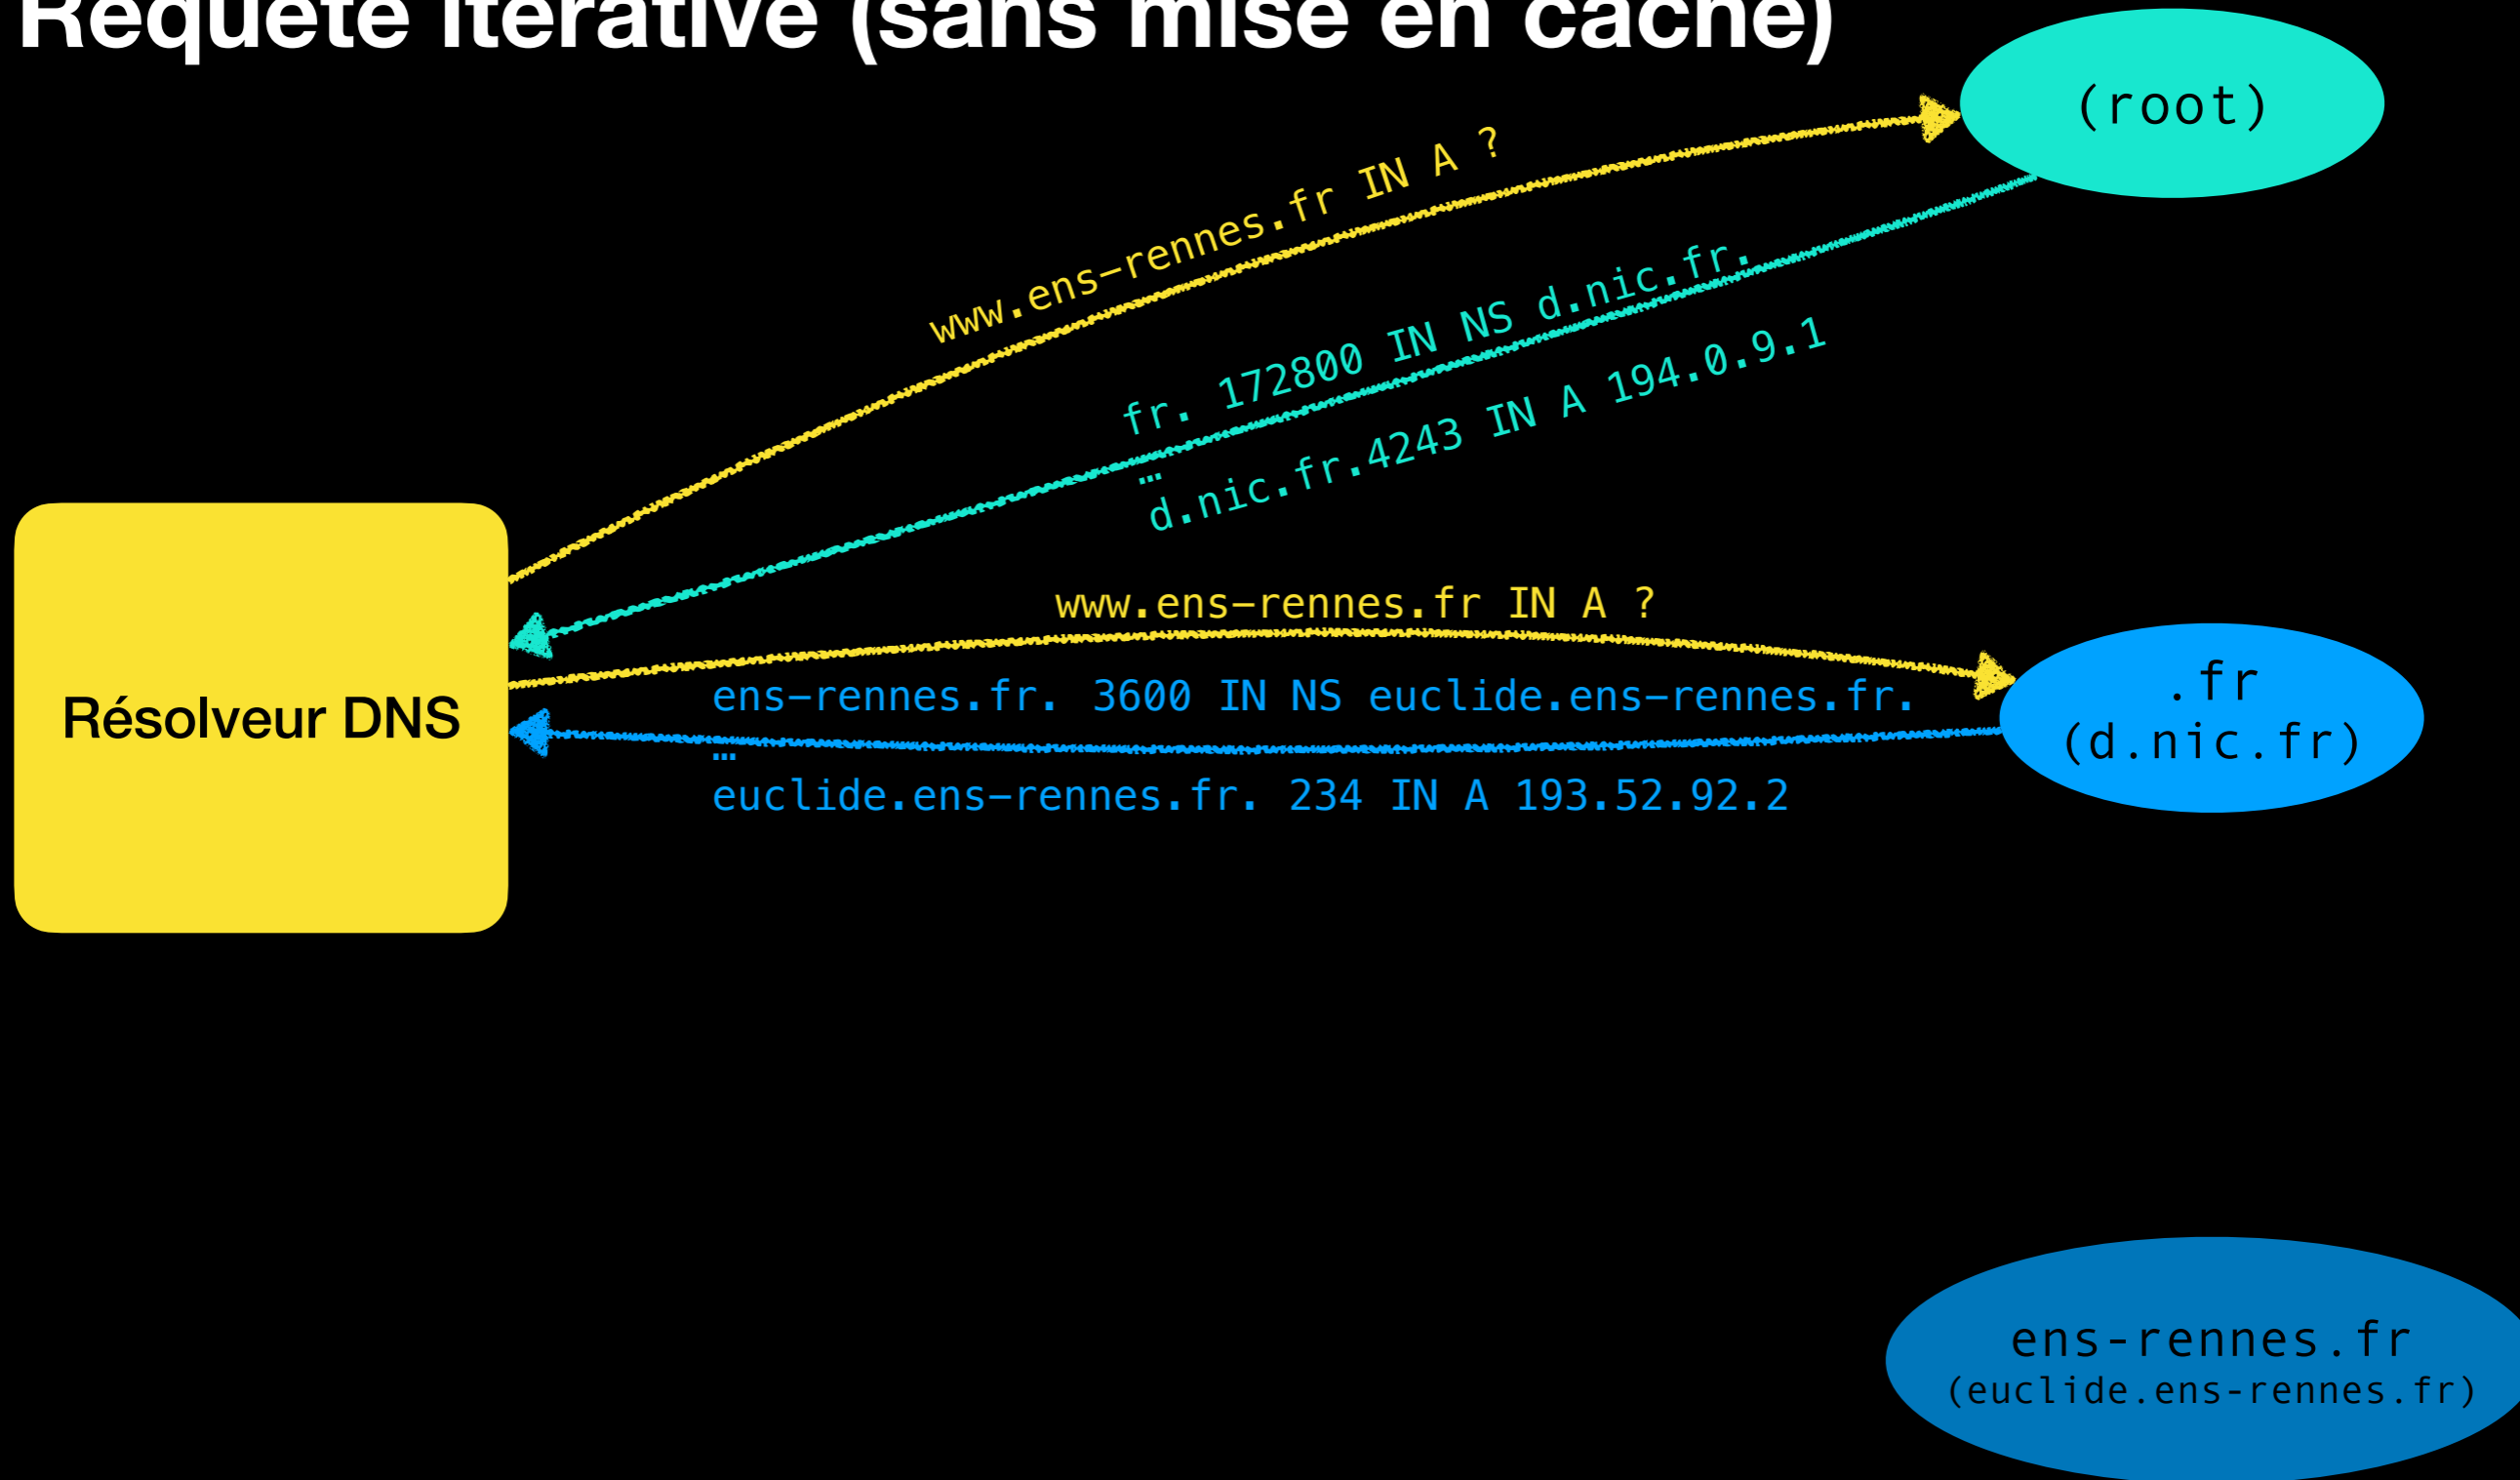 Requête itérative (sans mise en cache)
(root)
www.ens-rennes.fr IN A ?
fr. 172800 IN NS d.nic.fr.
…
d.nic.fr.4243 IN A 194.0.9.1
www.ens-rennes.fr IN A ?
Résolveur DNS
ens-rennes.fr. 3600 IN NS euclide.ens-rennes.fr.
…
euclide.ens-rennes.fr. 234 IN A 193.52.92.2
.fr
(d.nic.fr)
ens-rennes.fr
(euclide.ens-rennes.fr)